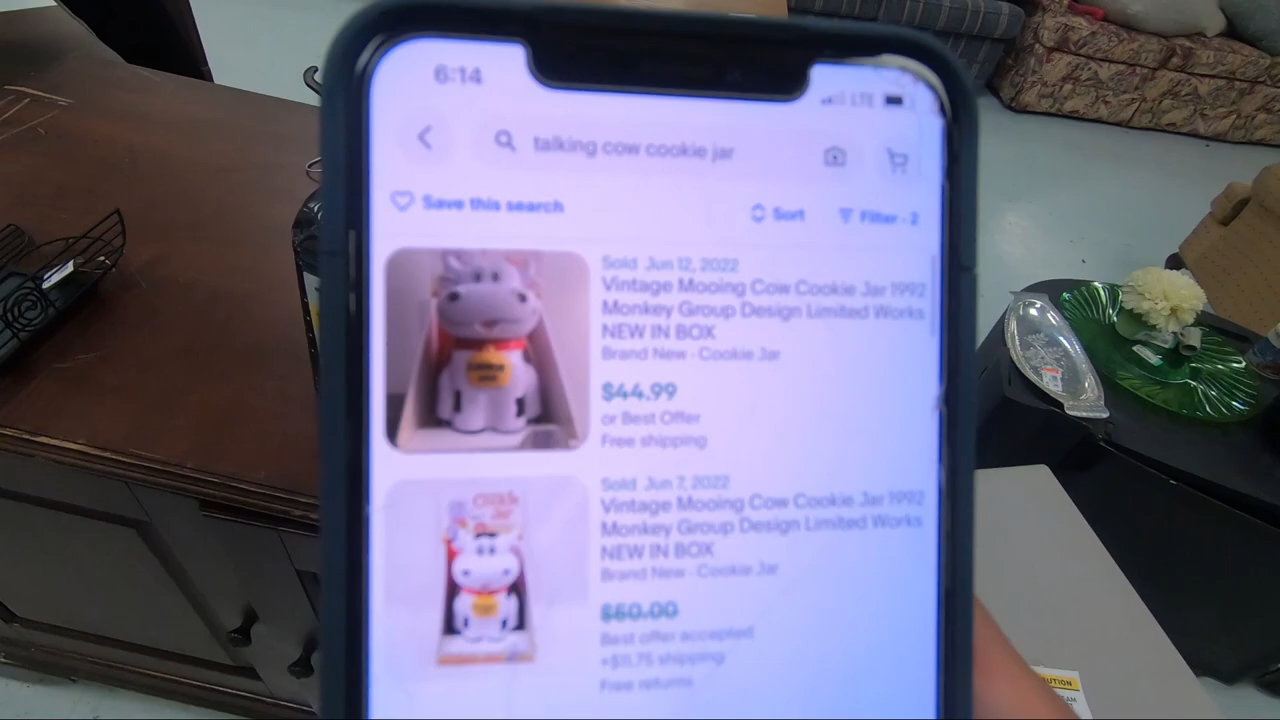 6:14
LTE
talking cow cookie jar
Save this search
Sort
Filter · 2
Sold Jun 12, 2022
Vintage Mooing Cow Cookie Jar 1992
Monkey Group Design Limited Works
NEW IN BOX
Brand New · Cookie Jar
$44.99
or Best Offer
Free shipping
Sold Jun 7, 2022
Vintage Mooing Cow Cookie Jar 1992
Monkey Group Design Limited Works
NEW IN BOX
Brand New · Cookie Jar
$60.00
Best offer accepted
+$11.75 shipping
Free returns